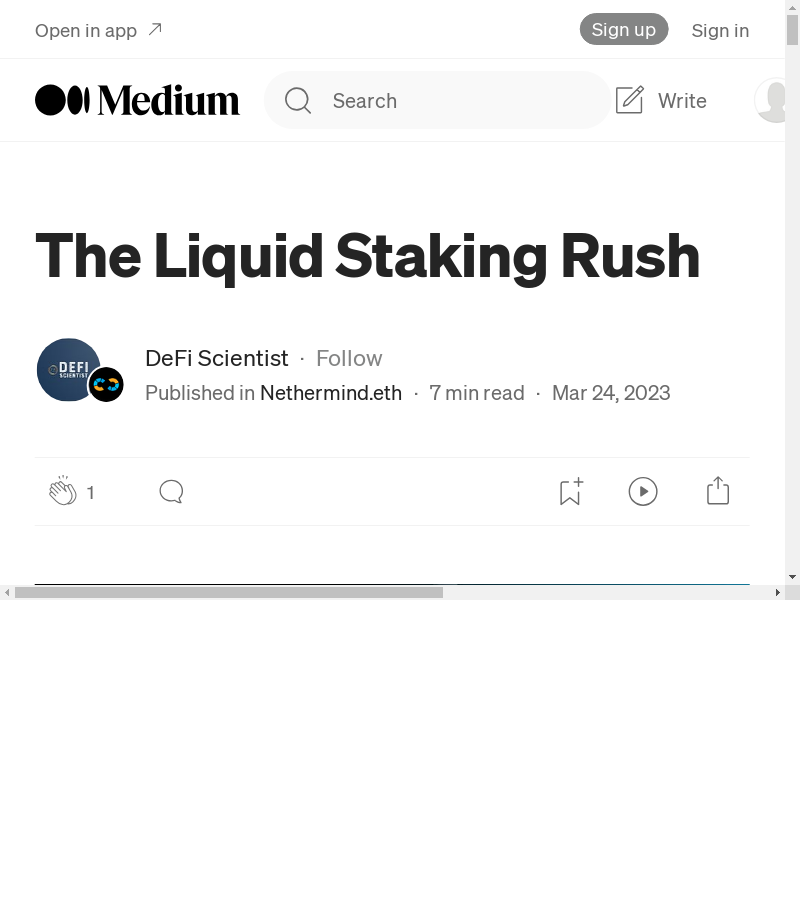 Open in app
Sign up
Sign in
Medium
Search
Write
The Liquid Staking Rush
DEFI
SCIENTIST
DeFi Scientist · Follow
Published in Nethermind.eth · 7 min read · Mar 24, 2023
1